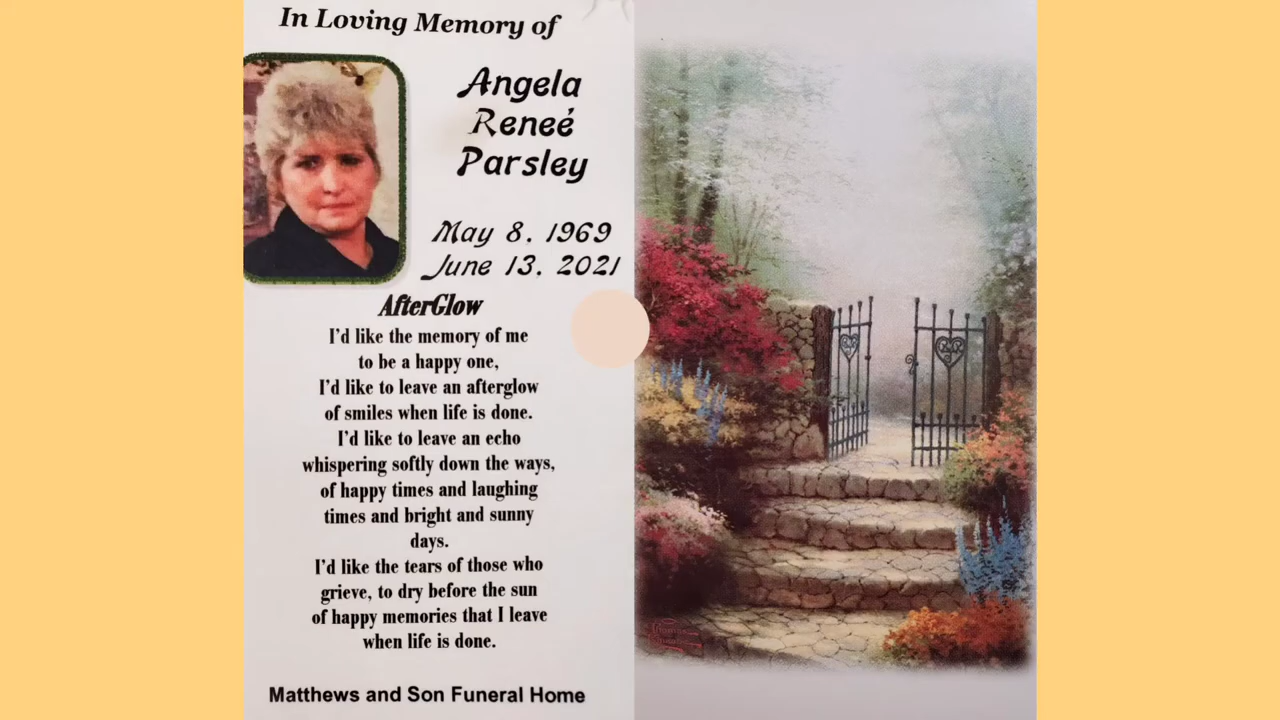 In Loving Memory of
Angela
Reneé
Parsley
May 8, 1969
June 13, 2021
AfterGlow
I'd like the memory of me
to be a happy one,
I'd like to leave an afterglow
of smiles when life is done.
I'd like to leave an echo
whispering softly down the ways,
of happy times and laughing
times and bright and sunny
days.
I'd like the tears of those who
grieve, to dry before the sun
of happy memories that I leave
when life is done.
Matthews and Son Funeral Home
Thomas
Kinkade